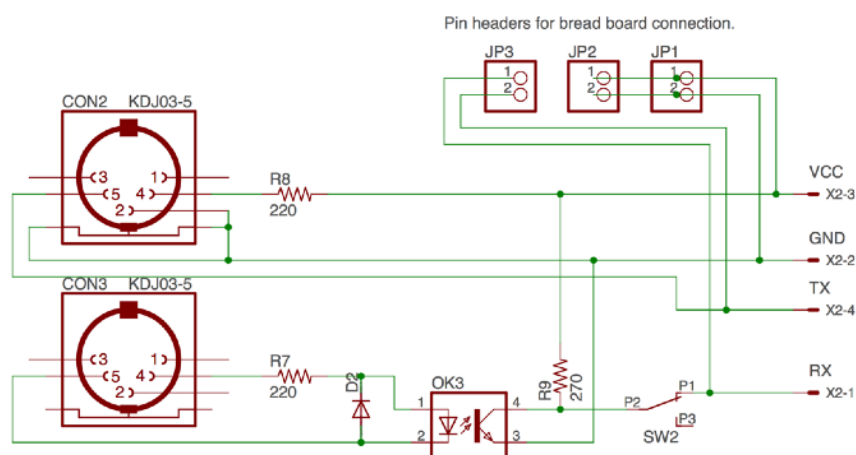 Pin headers for bread board connection.
JP3 JP2 JP1
1 1 1
2 2 2
CON2 KDJ03-5
3 1
5 4
2
R8
220
VCC
X2-3
GND
X2-2
TX
X2-4
CON3 KDJ03-5
3 1
5 4
2
R7
220
D2
OK3
1 4
2 3
R9
270
P2 P1
P3
SW2
RX
X2-1